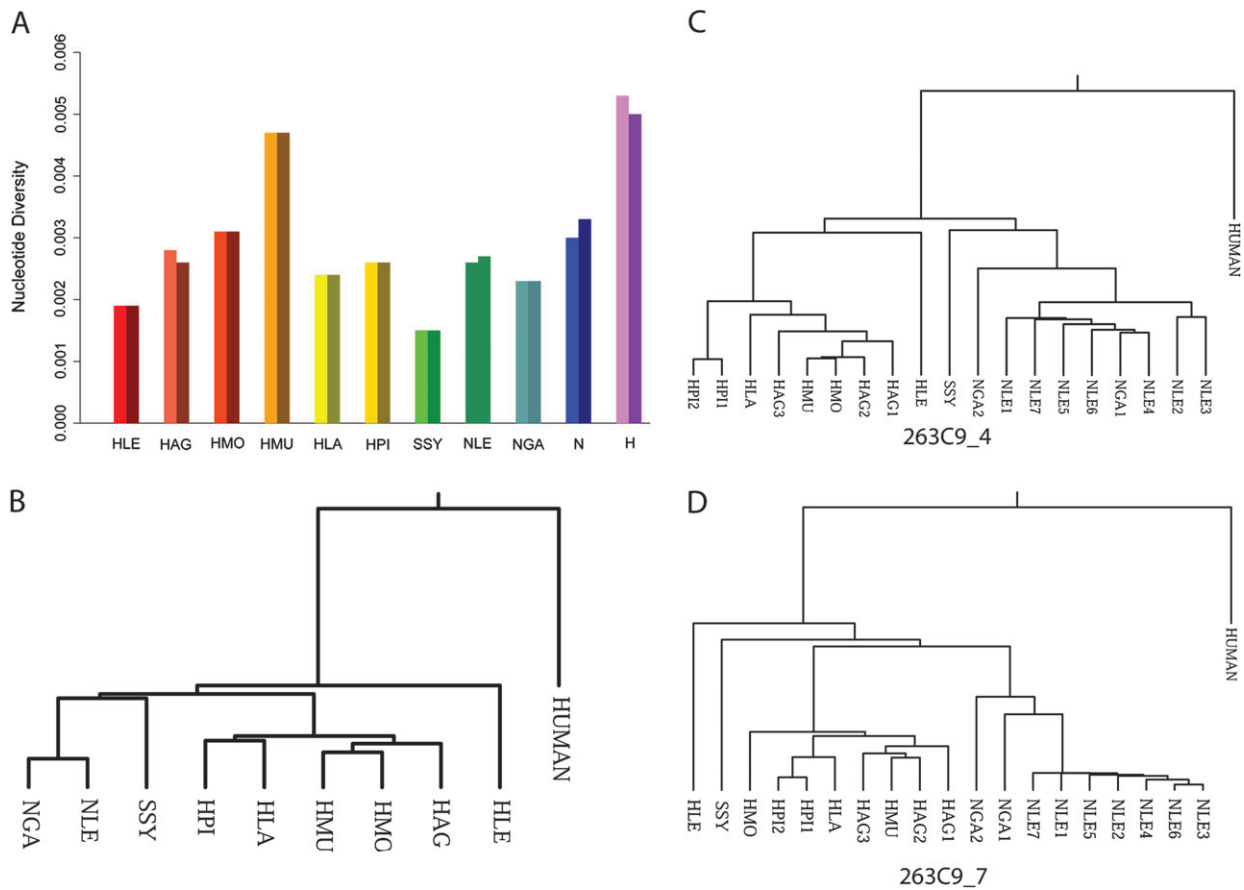 A
Nucleotide Diversity
0.006
0.005
0.004
0.003
0.002
0.001
0.000
HLE HAG HMO HMU HLA HPI SSY NLE NGA N H
B
NGA NLE SSY HPI HLA HMU HMO HAG HLE HUMAN
C
HUMAN
HPI2 HPI1 HLA HAG3 HMU HMO HAG2 HAG1 HLE SSY NGA2 NLE1 NLE7 NLE5 NLE6 NGA1 NLE4 NLE2 NLE3
263C9_4
D
HUMAN
HLE SSY HMO HPI2 HPI1 HLA HAG3 HMU HAG2 HAG1 NGA2 NGA1 NLE7 NLE1 NLE5 NLE2 NLE4 NLE6 NLE3
263C9_7